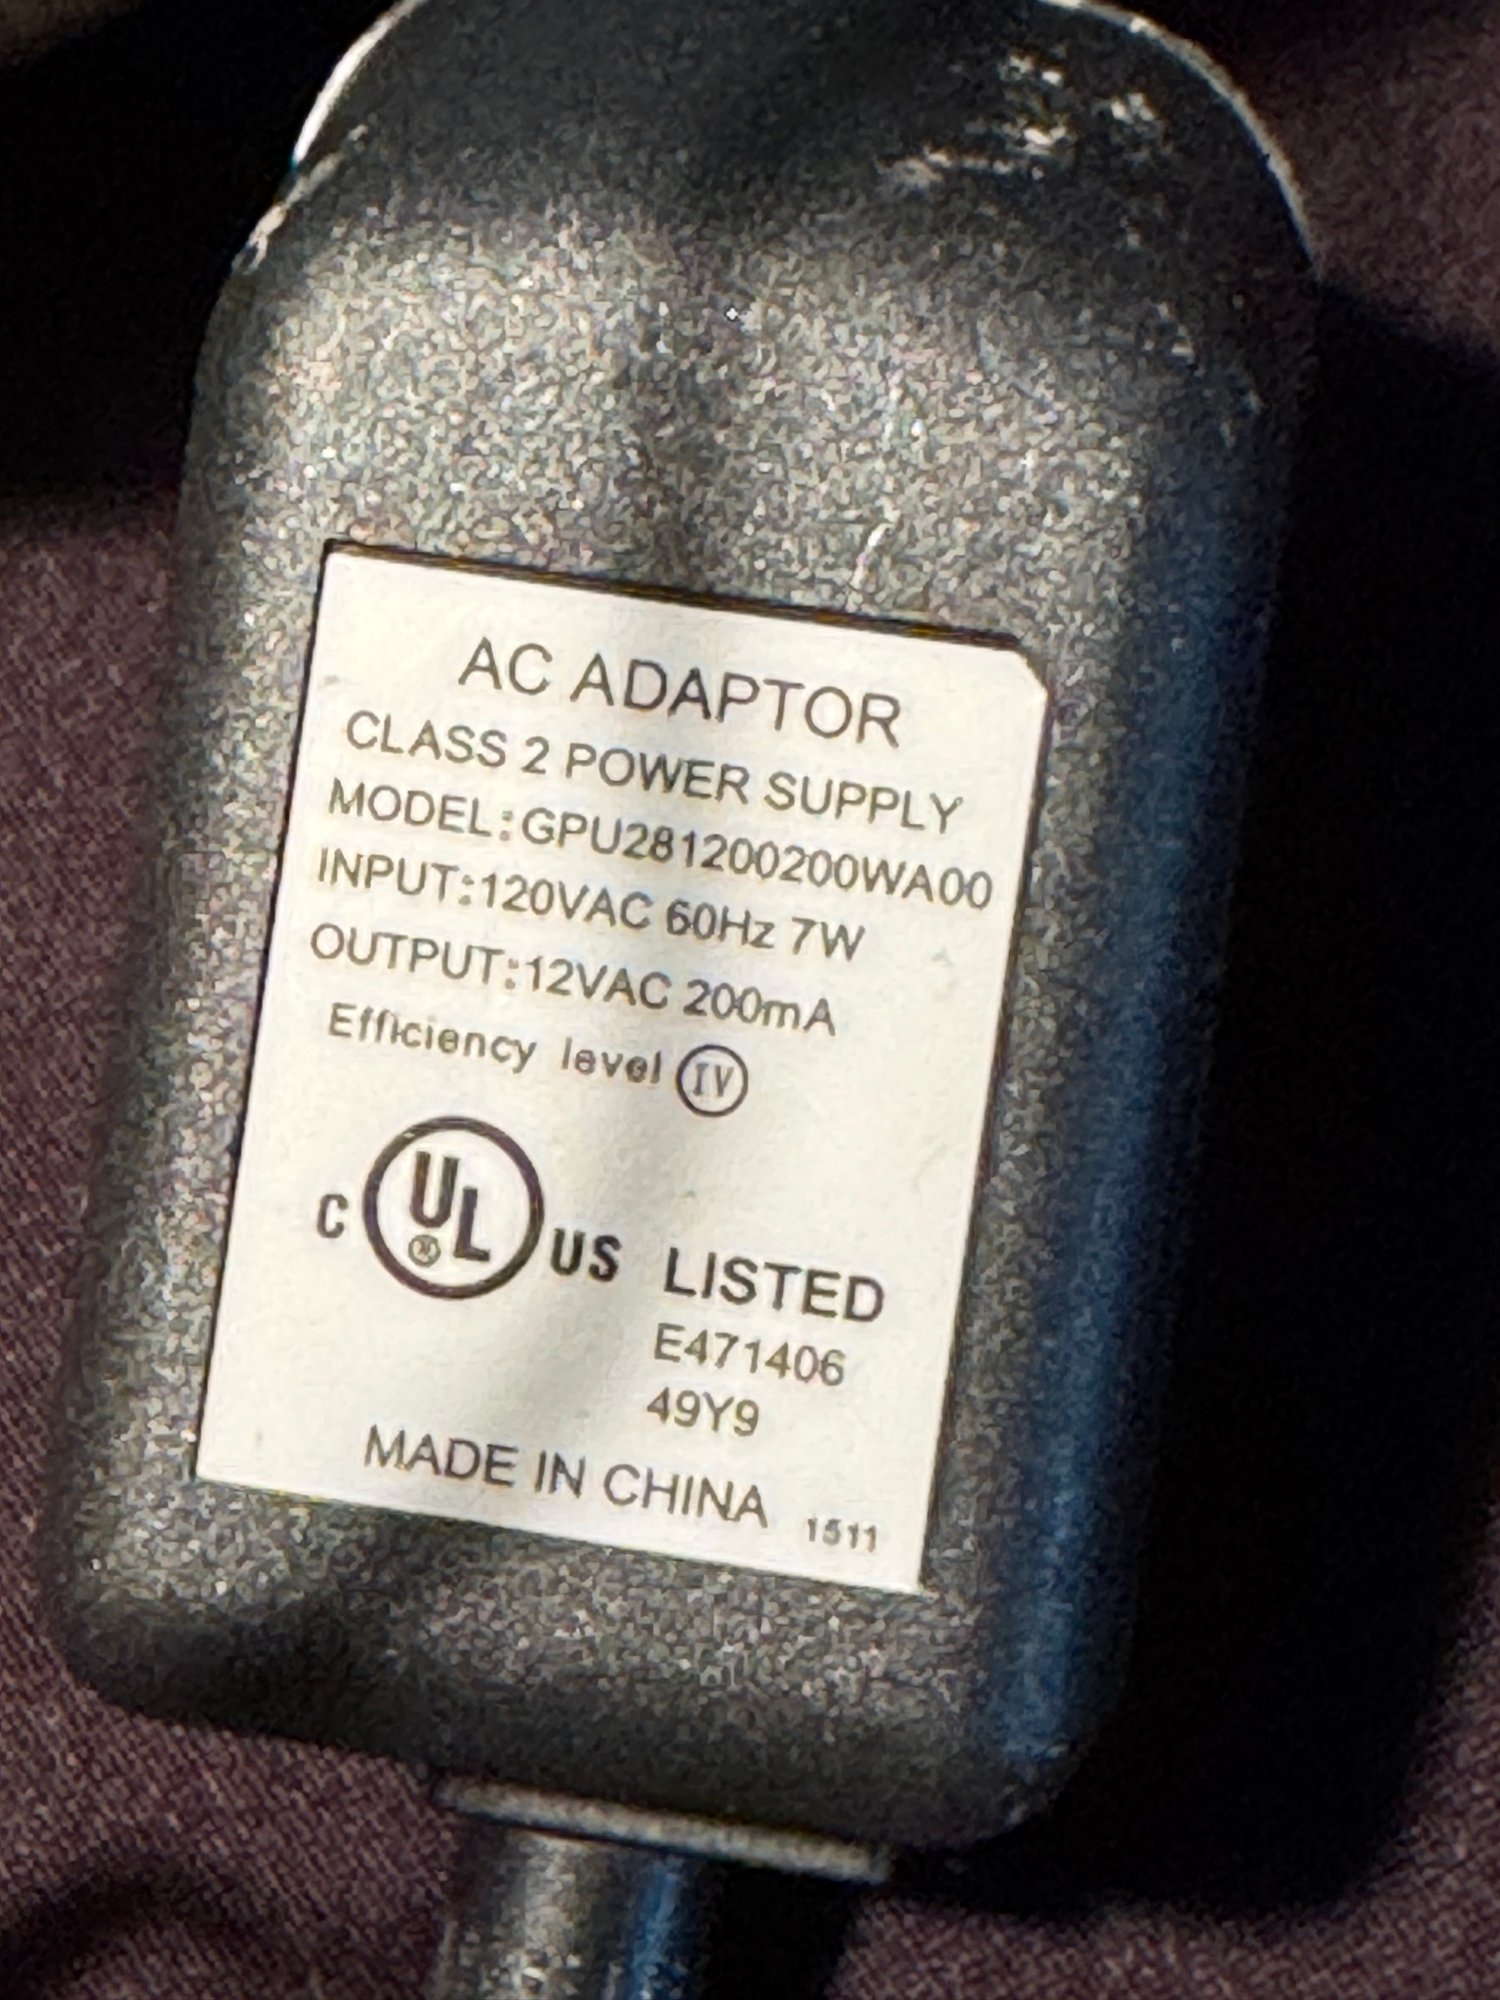 AC ADAPTOR
CLASS 2 POWER SUPPLY
MODEL:GPU281200200WA00
INPUT:120VAC 60Hz 7W
OUTPUT:12VAC 200mA
Efficiency level IV
C UL® US LISTED
E471406
49Y9
MADE IN CHINA 1511